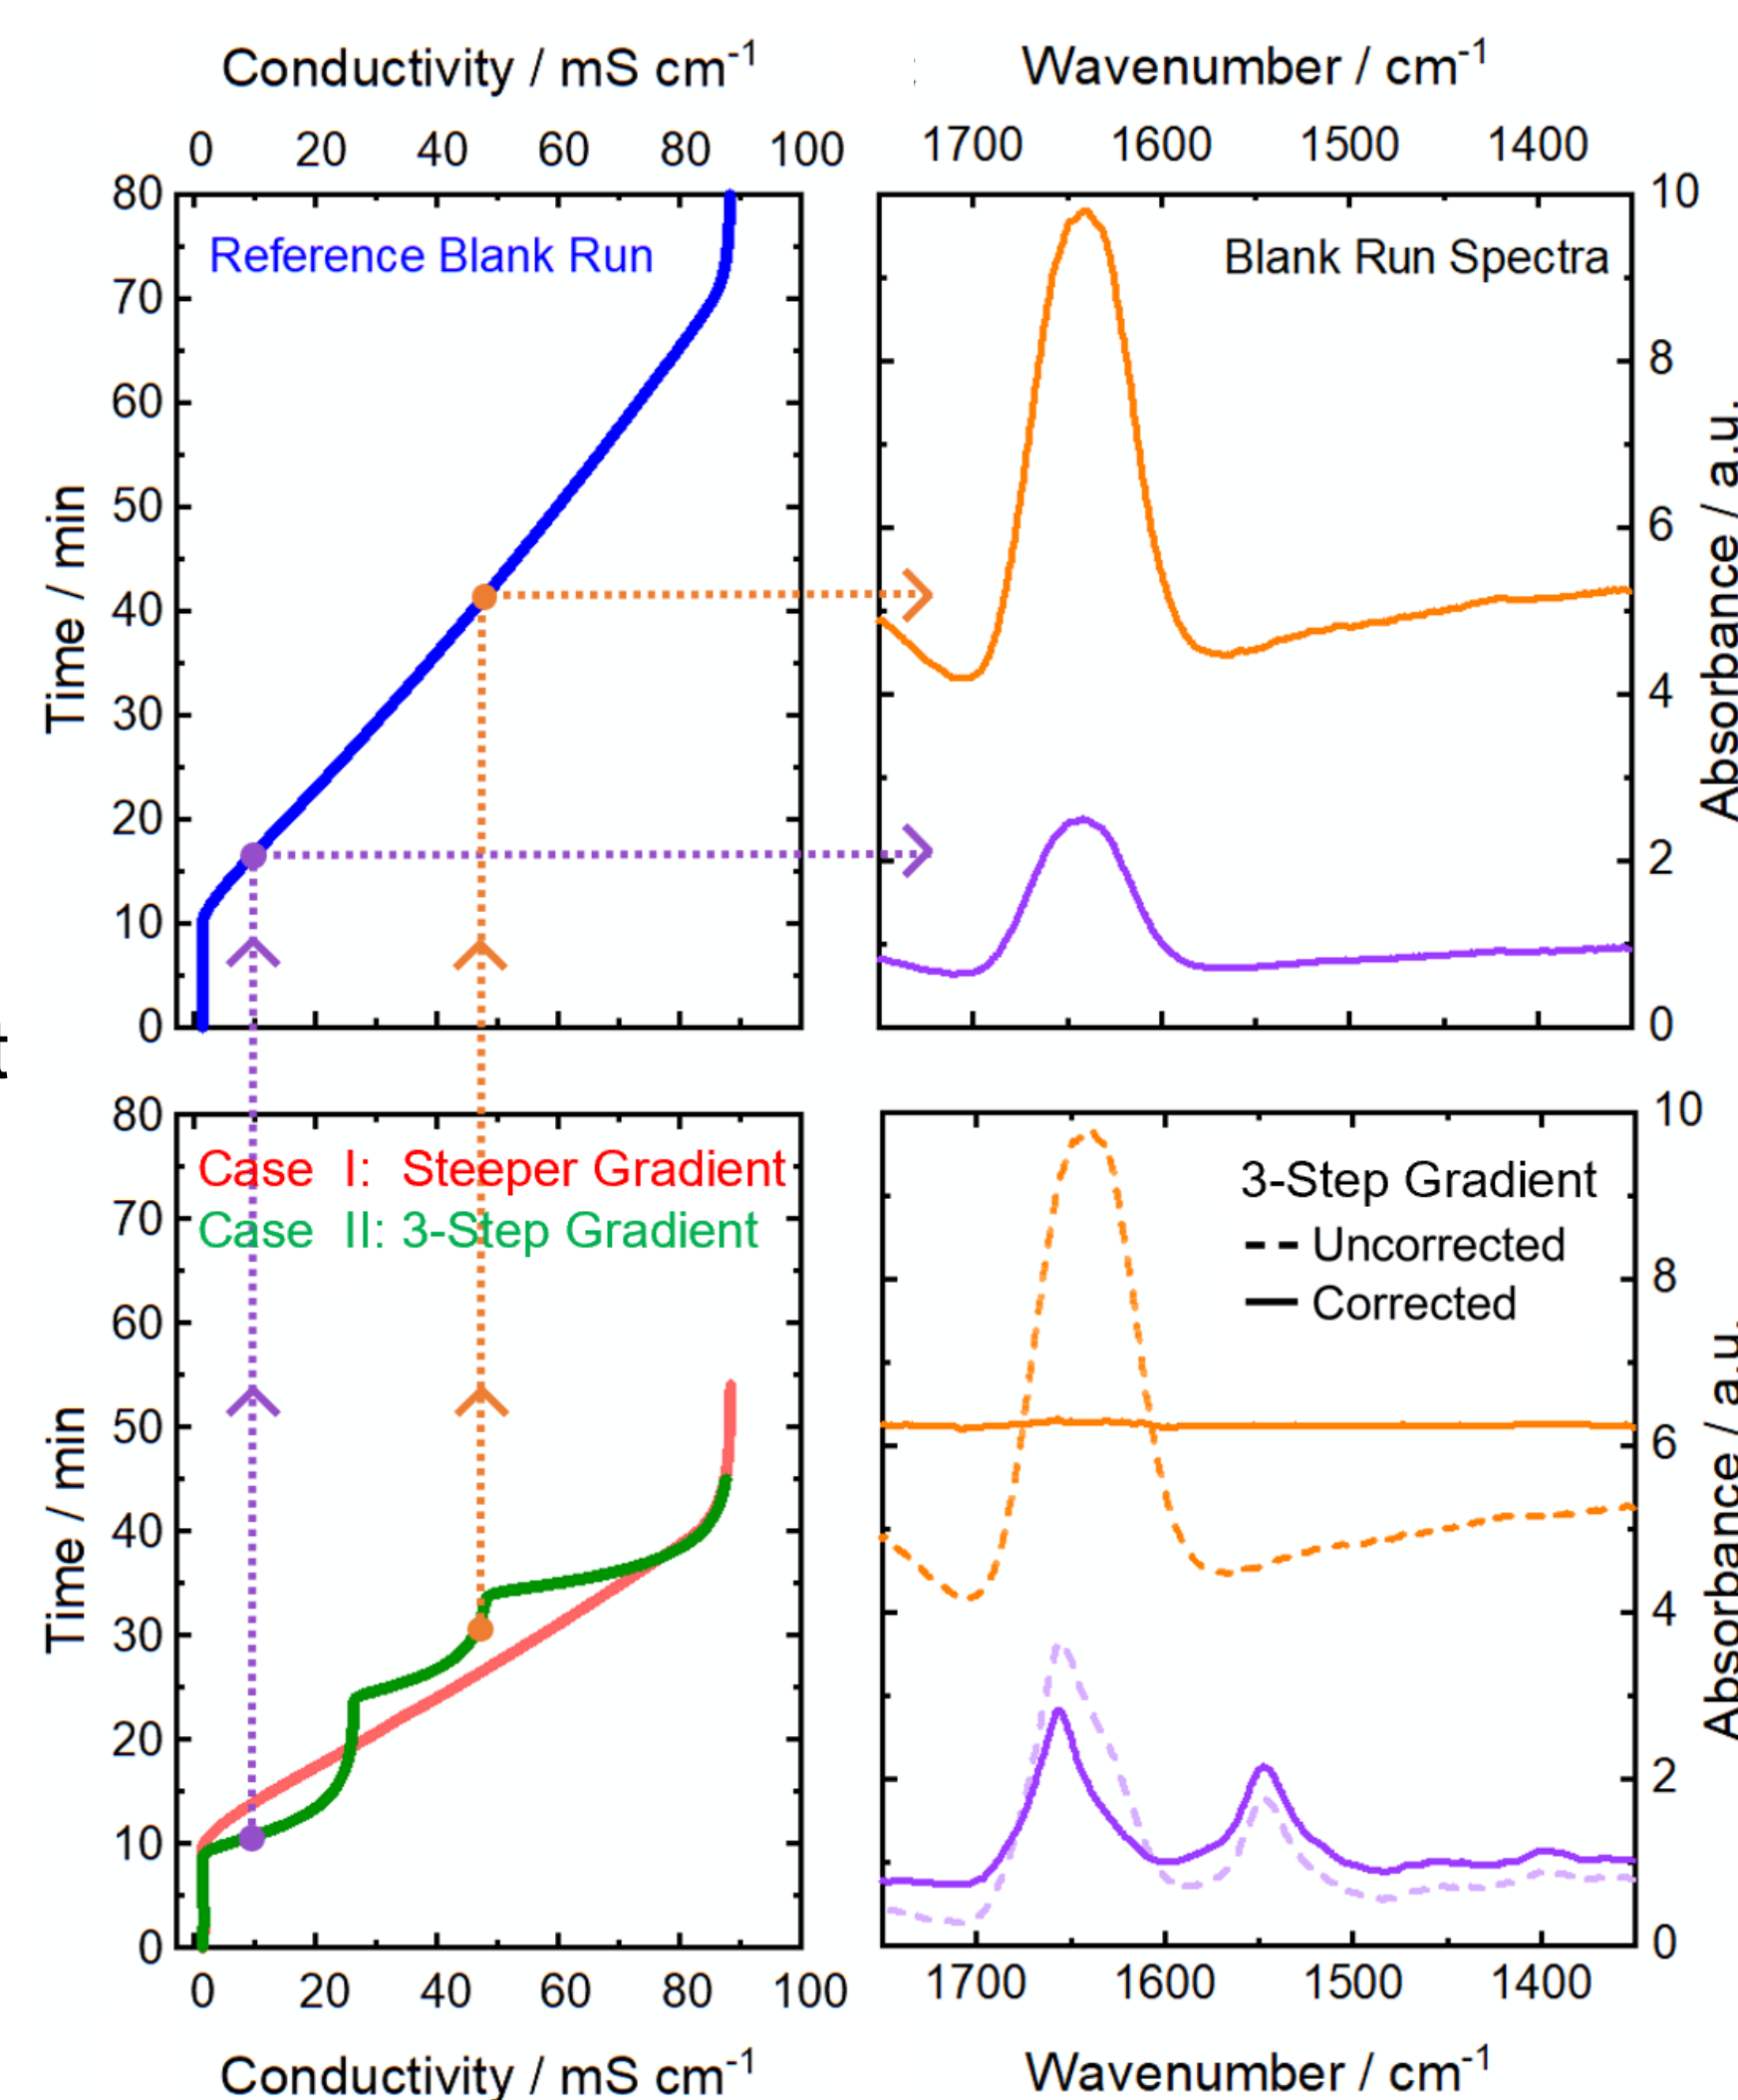 Conductivity / mS cm-1
0 20 40 60 80 100
Wavenumber / cm-1
1700 1600 1500 1400
Time / min
80
70
60
50
40
30
20
10
0
Reference Blank Run
Blank Run Spectra
10
8
6
4
2
0
Absorbance / a.u.
t
Time / min
80
70
60
50
40
30
20
10
0
Case I: Steeper Gradient
Case II: 3-Step Gradient
0 20 40 60 80 100
Conductivity / mS cm-1
3-Step Gradient
Uncorrected
Corrected
10
8
6
4
2
0
Absorbance / a.u.
1700 1600 1500 1400
Wavenumber / cm-1